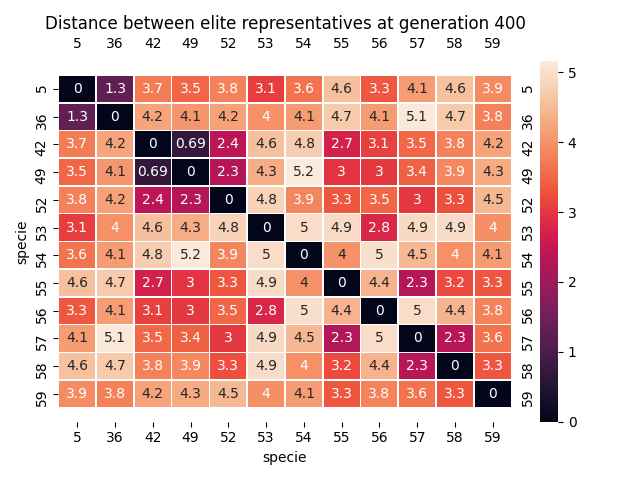 Distance between elite representatives at generation 400
5 36 42 49 52 53 54 55 56 57 58 59
5 0 1.3 3.7 3.5 3.8 3.1 3.6 4.6 3.3 4.1 4.6 3.9 5
36 1.3 0 4.2 4.1 4.2 4 4.1 4.7 4.1 5.1 4.7 3.8 36
42 3.7 4.2 0 0.69 2.4 4.6 4.8 2.7 3.1 3.5 3.8 4.2 42
49 3.5 4.1 0.69 0 2.3 4.3 5.2 3 3 3.4 3.9 4.3 49
52 3.8 4.2 2.4 2.3 0 4.8 3.9 3.3 3.5 3 3.3 4.5 52
53 3.1 4 4.6 4.3 4.8 0 5 4.9 2.8 4.9 4.9 4 53
54 3.6 4.1 4.8 5.2 3.9 5 0 4 5 4.5 4 4.1 54
55 4.6 4.7 2.7 3 3.3 4.9 4 0 4.4 2.3 3.2 3.3 55
56 3.3 4.1 3.1 3 3.5 2.8 5 4.4 0 5 4.4 3.8 56
57 4.1 5.1 3.5 3.4 3 4.9 4.5 2.3 5 0 2.3 3.6 57
58 4.6 4.7 3.8 3.9 3.3 4.9 4 3.2 4.4 2.3 0 3.3 58
59 3.9 3.8 4.2 4.3 4.5 4 4.1 3.3 3.8 3.6 3.3 0 59
5 36 42 49 52 53 54 55 56 57 58 59
specie
specie
5
4
3
2
1
0